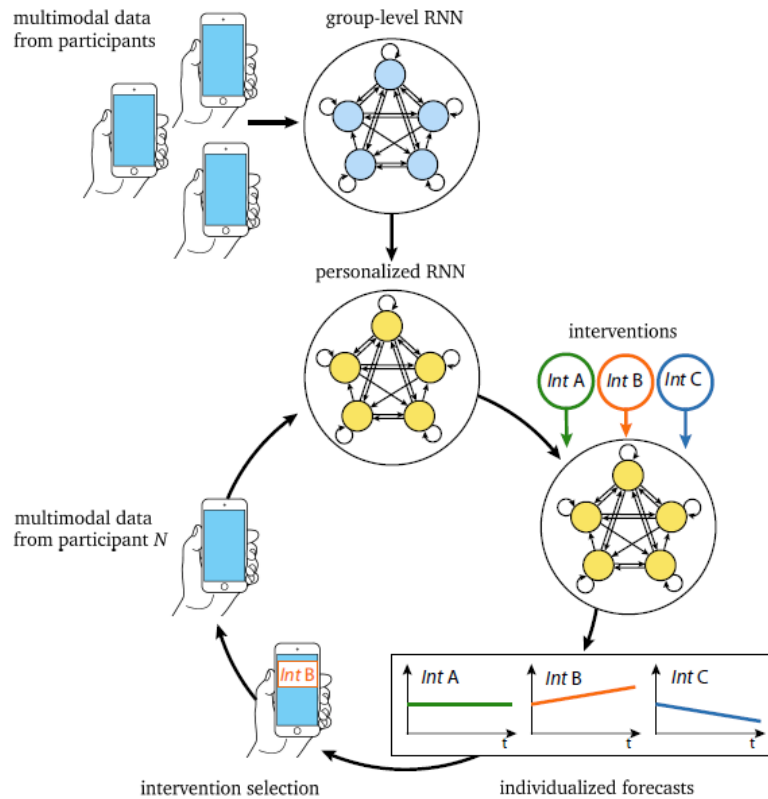 multimodal data
from participants
group-level RNN
personalized RNN
interventions
Int A
Int B
Int C
multimodal data
from participant N
Int B
Int A
Int B
Int C
t
t
t
intervention selection
individualized forecasts